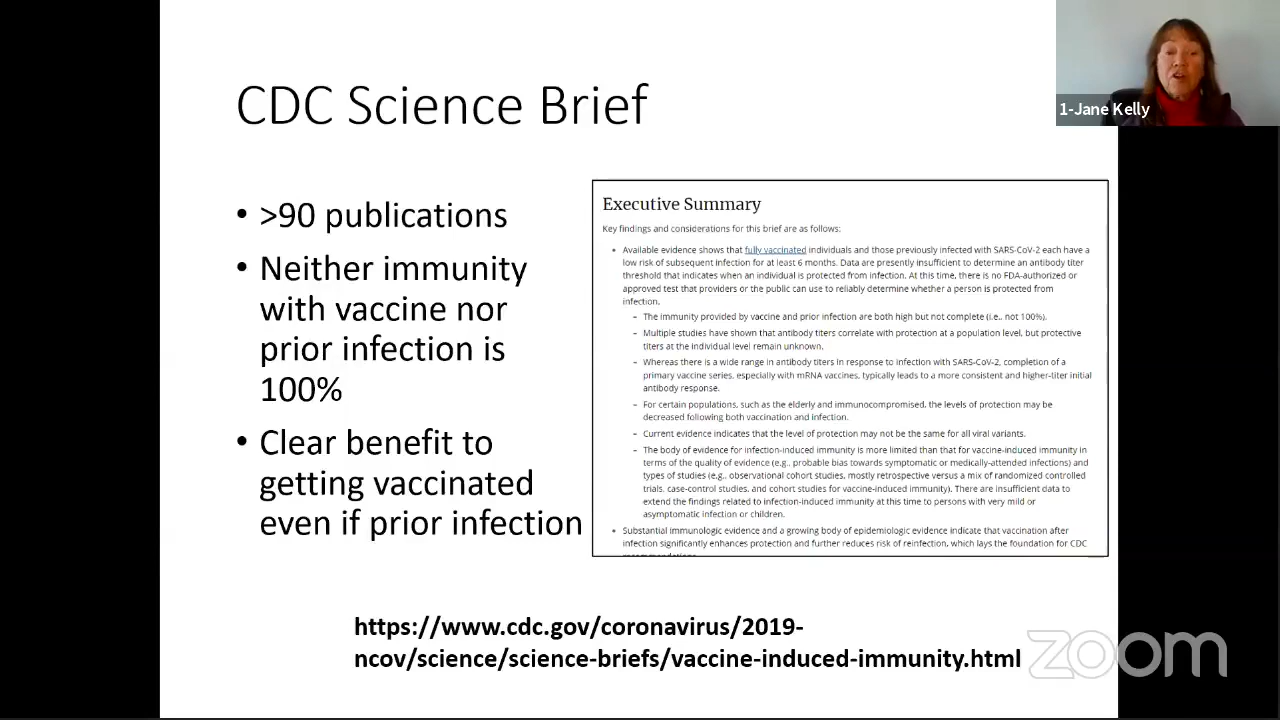 CDC Science Brief
1-Jane Kelly
• >90 publications
• Neither immunity
with vaccine nor
prior infection is
100%
• Clear benefit to
getting vaccinated
even if prior infection
Executive Summary
Key findings and considerations for this brief are as follows:
• Available evidence shows that fully vaccinated individuals and those previously infected with SARS-CoV-2 each have a
low risk of subsequent infection for at least 6 months. Data are presently insufficient to determine an antibody titer
threshold that indicates when an individual is protected from infection. At this time, there is no FDA-authorized or
approved test that providers or the public can use to reliably determine whether a person is protected from
infection.
– The immunity provided by vaccine and prior infection are both high but not complete (i.e., not 100%).
– Multiple studies have shown that antibody titers correlate with protection at a population level, but protective
titers at the individual level remain unknown.
– Whereas there is a wide range in antibody titers in response to infection with SARS-CoV-2, completion of a
primary vaccine series, especially with mRNA vaccines, typically leads to a more consistent and higher-titer initial
antibody response.
– For certain populations, such as the elderly and immunocompromised, the levels of protection may be
decreased following both vaccination and infection.
– Current evidence indicates that the level of protection may not be the same for all viral variants.
– The body of evidence for infection-induced immunity is more limited than that for vaccine-induced immunity in
terms of the quality of evidence (e.g., probable bias towards symptomatic or medically-attended infections) and
types of studies (e.g., observational cohort studies, mostly retrospective versus a mix of randomized controlled
trials, case-control studies, and cohort studies for vaccine-induced immunity). There are insufficient data to
extend the findings related to infection-induced immunity at this time to persons with very mild or
asymptomatic infection or children.
• Substantial immunologic evidence and a growing body of epidemiologic evidence indicate that vaccination after
infection significantly enhances protection and further reduces risk of reinfection, which lays the foundation for CDC
https://www.cdc.gov/coronavirus/2019-
ncov/science/science-briefs/vaccine-induced-immunity.html
zoom